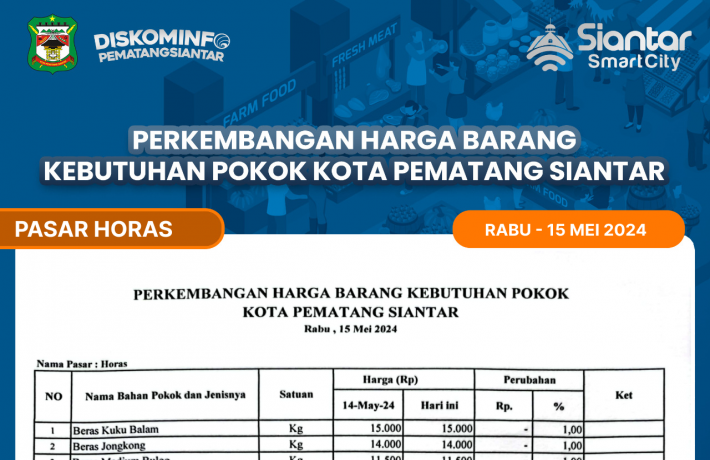 DISKOMINFO
PEMATANGSIANTAR
Siantar
SmartCity
FARM FOOD
FRESH MEAT
PERKEMBANGAN HARGA BARANG
KEBUTUHAN POKOK KOTA PEMATANG SIANTAR
PASAR HORAS
RABU - 15 MEI 2024
PERKEMBANGAN HARGA BARANG KEBUTUHAN POKOK
KOTA PEMATANG SIANTAR
Rabu , 15 Mei 2024
Nama Pasar : Horas
NO Nama Bahan Pokok dan Jenisnya Satuan Harga (Rp) Perubahan Ket
14-May-24 Hari ini Rp. %
1 Beras Kuku Balam Kg 15.000 15.000 - 1,00
2 Beras Jongkong Kg 14.000 14.000 - 1,00